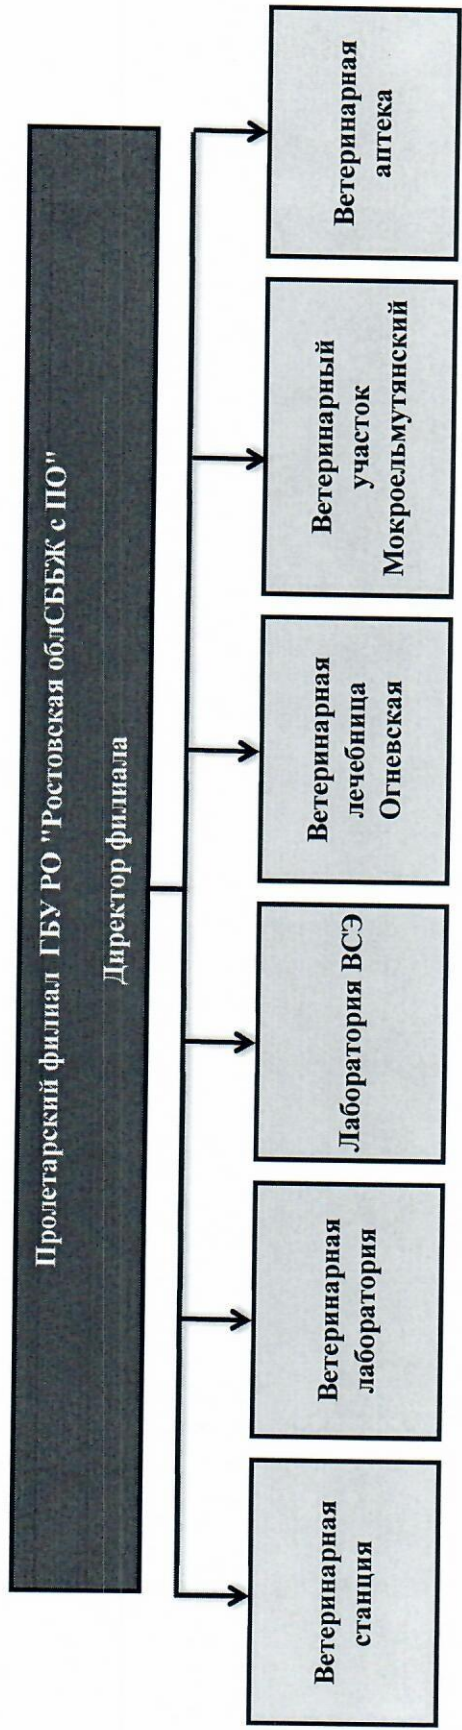 Пролетарский филиал ГБУ РО "Ростовская облСББЖ с ПО"
Директор филиала
Ветеринарная
станция
Ветеринарная
лаборатория
Лаборатория ВСЭ
Ветеринарная
лечебница
Огневская
Ветеринарный
участок
Мокроельмутянский
Ветеринарная
аптека